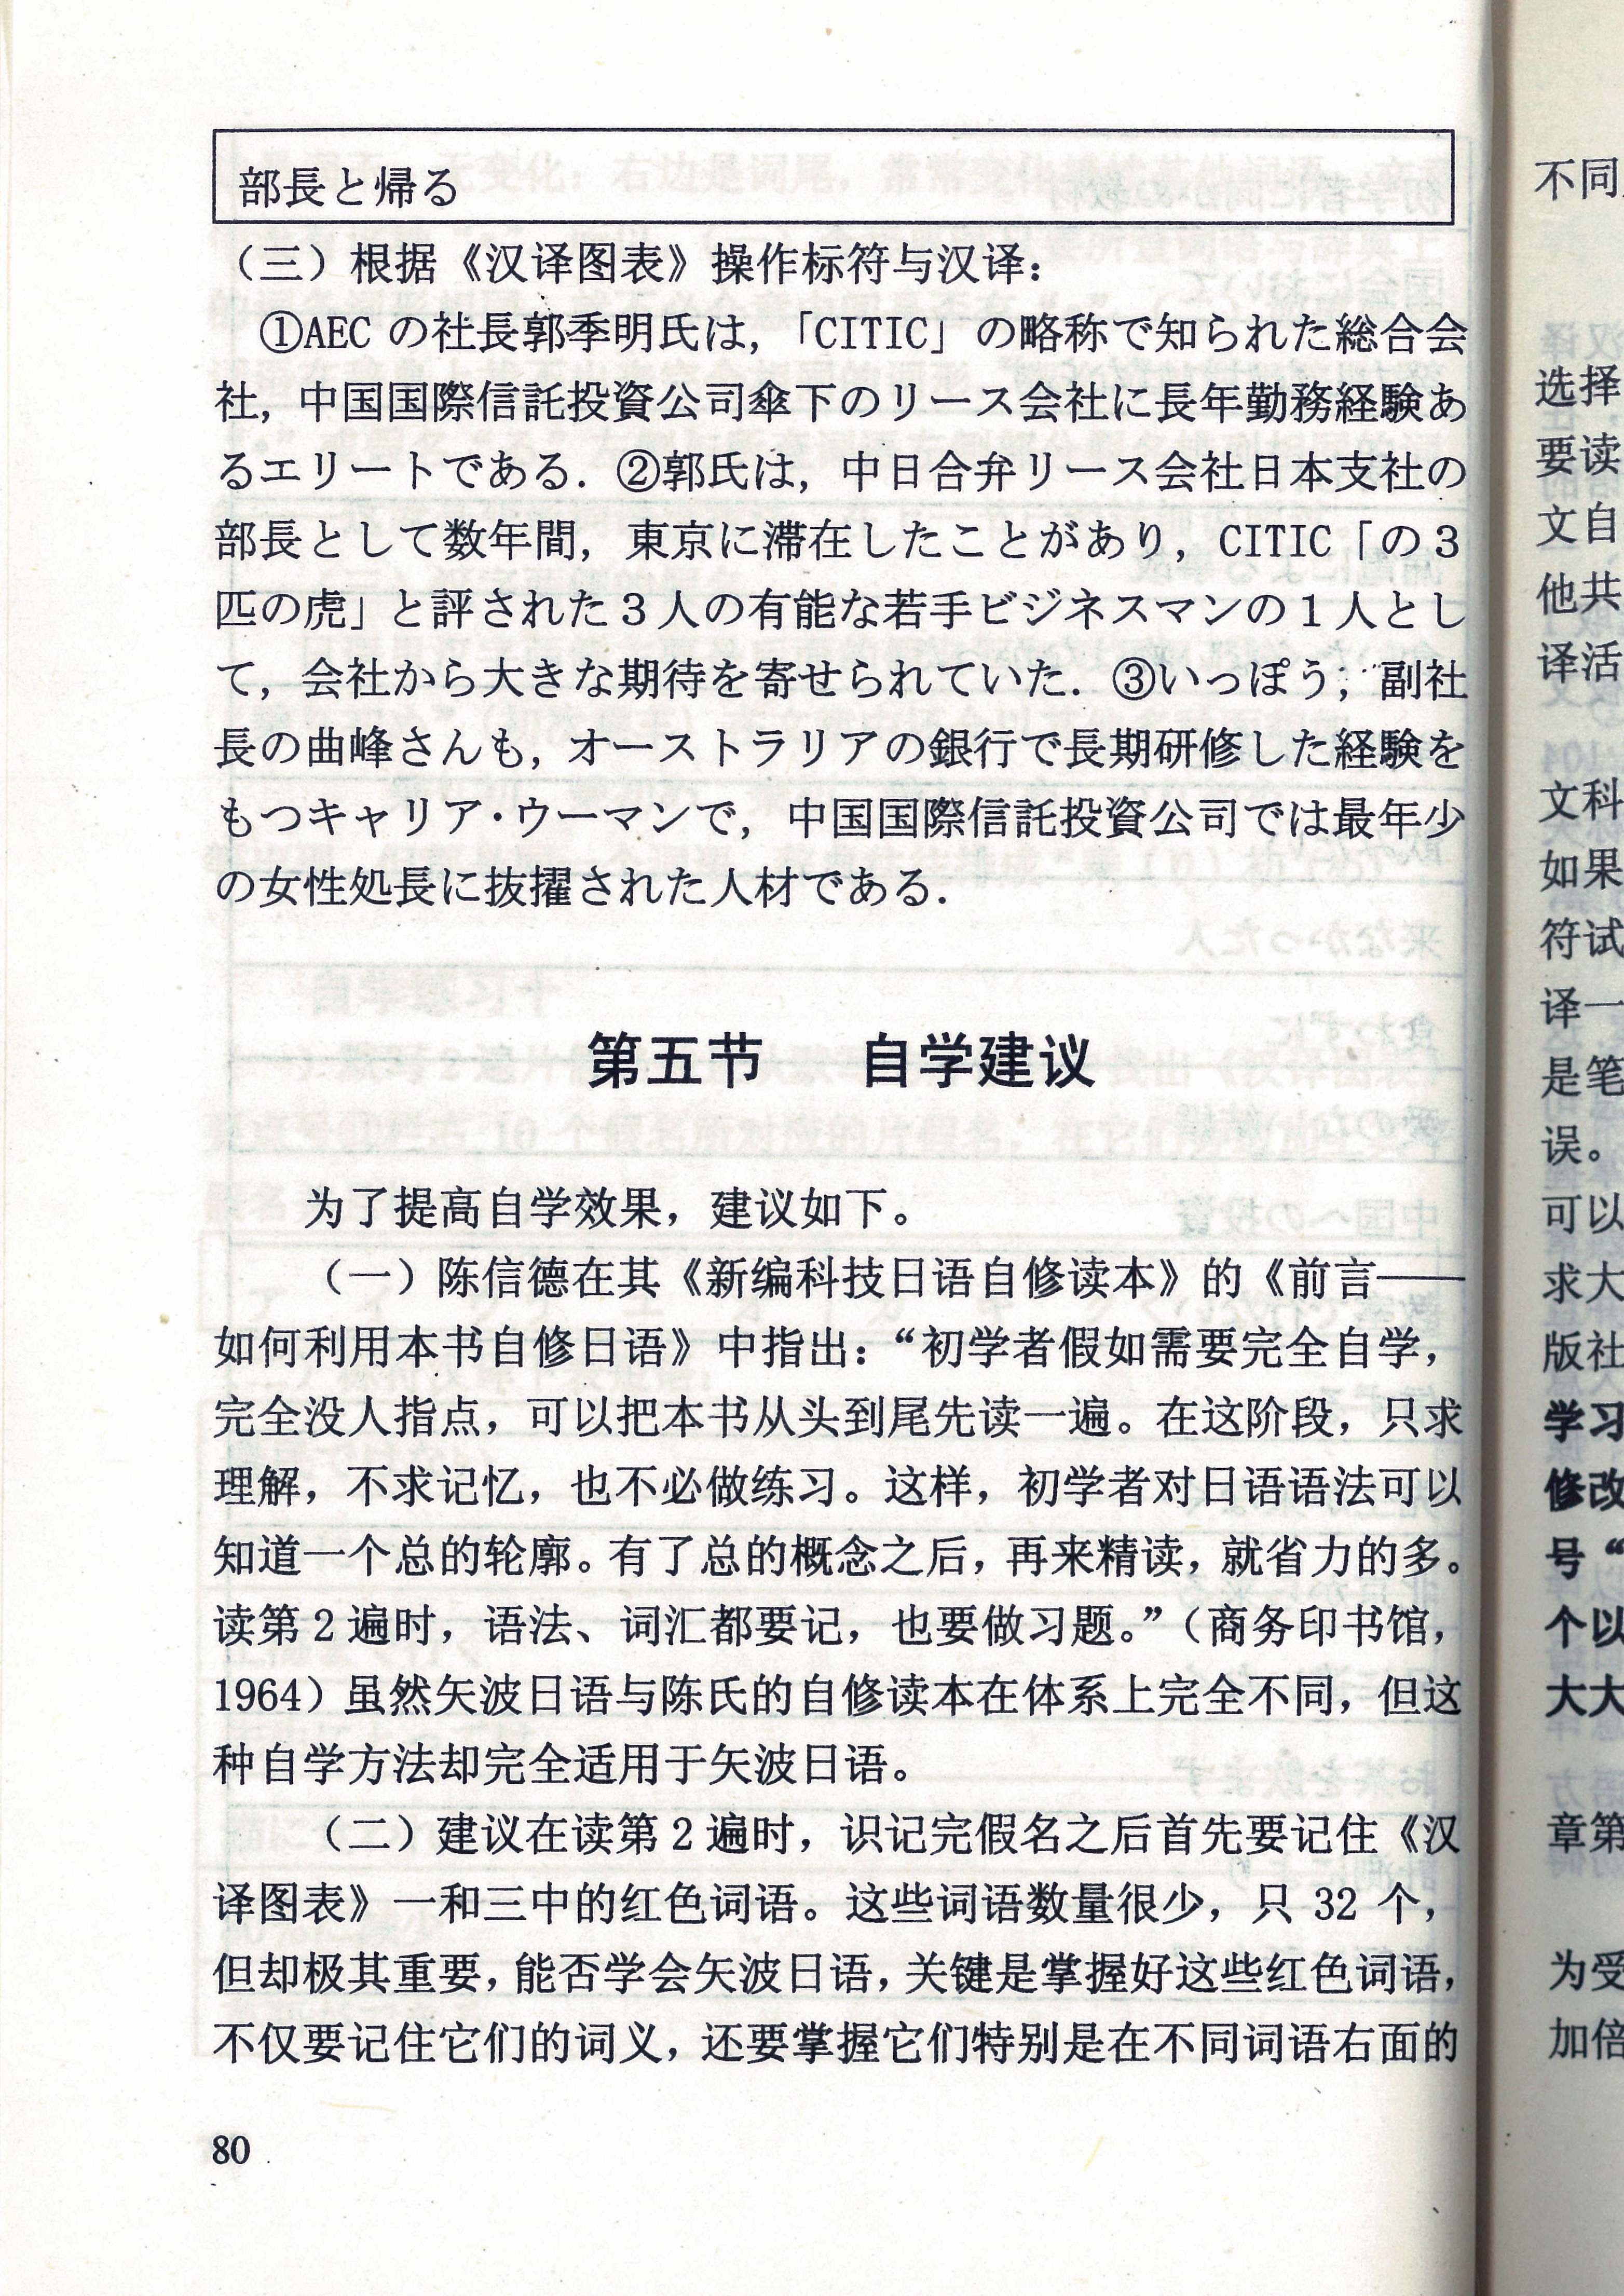 部長と帰る
（三）根据《汉译图表》操作标符与汉译：
①AEC の社長郭季明氏は，「CITIC」の略称で知られた総合会
社，中国国際信託投資公司傘下のリース会社に長年勤務経験あ
るエリートである．②郭氏は，中日合弁リース会社日本支社の
部長として数年間，東京に滞在したことがあり，CITIC「の３
匹の虎」と評された３人の有能な若手ビジネスマンの１人とし
て，会社から大きな期待を寄せられていた．③いっぽう，副社
長の曲峰さんも，オーストラリアの銀行で長期研修した経験を
もつキャリア・ウーマンで，中国国際信託投資公司では最年少
の女性処長に抜擢された人材である．
第五节　自学建议
为了提高自学效果，建议如下。
（一）陈信德在其《新编科技日语自修读本》的《前言——
如何利用本书自修日语》中指出：“初学者假如需要完全自学，
完全没人指点，可以把本书从头到尾先读一遍。在这阶段，只求
理解，不求记忆，也不必做练习。这样，初学者对日语语法可以
知道一个总的轮廓。有了总的概念之后，再来精读，就省力的多。
读第２遍时，语法、词汇都要记，也要做习题。”（商务印书馆，
1964）虽然矢波日语与陈氏的自修读本在体系上完全不同，但这
种自学方法却完全适用于矢波日语。
（二）建议在读第２遍时，识记完假名之后首先要记住《汉
译图表》一和三中的红色词语。这些词语数量很少，只 32 个，
但却极其重要，能否学会矢波日语，关键是掌握好这些红色词语，
不仅要记住它们的词义，还要掌握它们特别是在不同词语右面的
80
不同
选择
要读
文自
他共
译活
文科
如果
符试
译一
是笔
误。
可以
求大
版社
学习
修改
号“
个以
大大
章第
为受
加倍